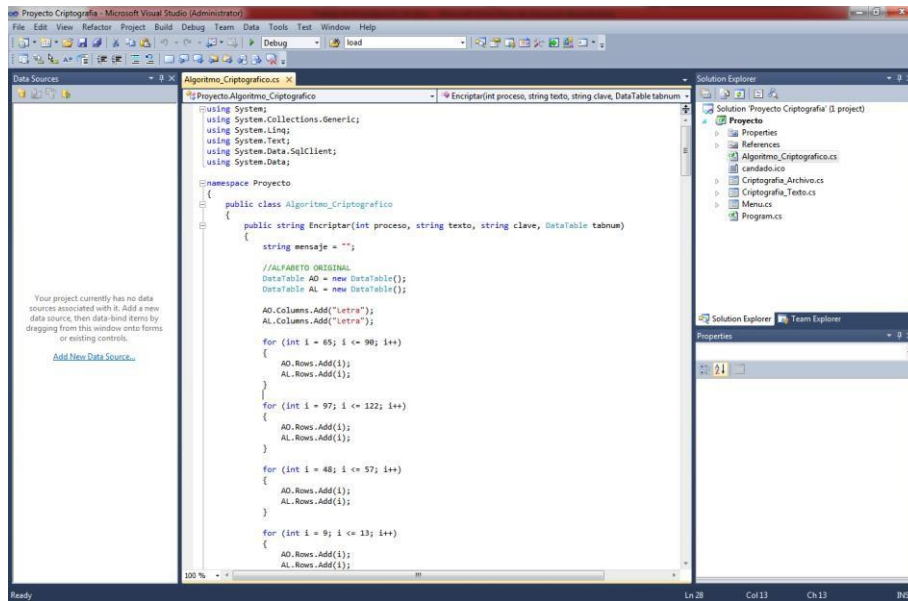 Proyecto Criptografia - Microsoft Visual Studio (Administrator)
File Edit View Refactor Project Build Debug Team Data Tools Test Window Help
Debug load
Data Sources
Algoritmo_Criptografico.cs
Solution Explorer
Proyecto.Algoritmo_Criptografico
Encriptar(int proceso, string texto, string clave, DataTable tabnum
Solution 'Proyecto Criptografia' (1 project)
Proyecto
Properties
References
Algoritmo_Criptografico.cs
candado.ico
Criptografia_Archivo.cs
Criptografia_Texto.cs
Menu.cs
Program.cs
using System;
using System.Collections.Generic;
using System.Linq;
using System.Text;
using System.Data.SqlClient;
using System.Data;
namespace Proyecto
{
public class Algoritmo_Criptografico
{
public string Encriptar(int proceso, string texto, string clave, DataTable tabnum)
{
string mensaje = "";
//ALFABETO ORIGINAL
DataTable AO = new DataTable();
DataTable AL = new DataTable();
AO.Columns.Add("Letra");
AL.Columns.Add("Letra");
for (int i = 65; i <= 90; i++)
{
AO.Rows.Add(i);
AL.Rows.Add(i);
}
for (int i = 97; i <= 122; i++)
{
AO.Rows.Add(i);
AL.Rows.Add(i);
}
for (int i = 48; i <= 57; i++)
{
AO.Rows.Add(i);
AL.Rows.Add(i);
}
for (int i = 9; i <= 13; i++)
{
AO.Rows.Add(i);
AL.Rows.Add(i);
Your project currently has no data
sources associated with it. Add a new
data source, then data-bind items by
dragging from this window onto forms
or existing controls.
Add New Data Source...
Solution Explorer Team Explorer
Properties
100 %
Ready
Ln 28 Col 13 Ch 13 INS